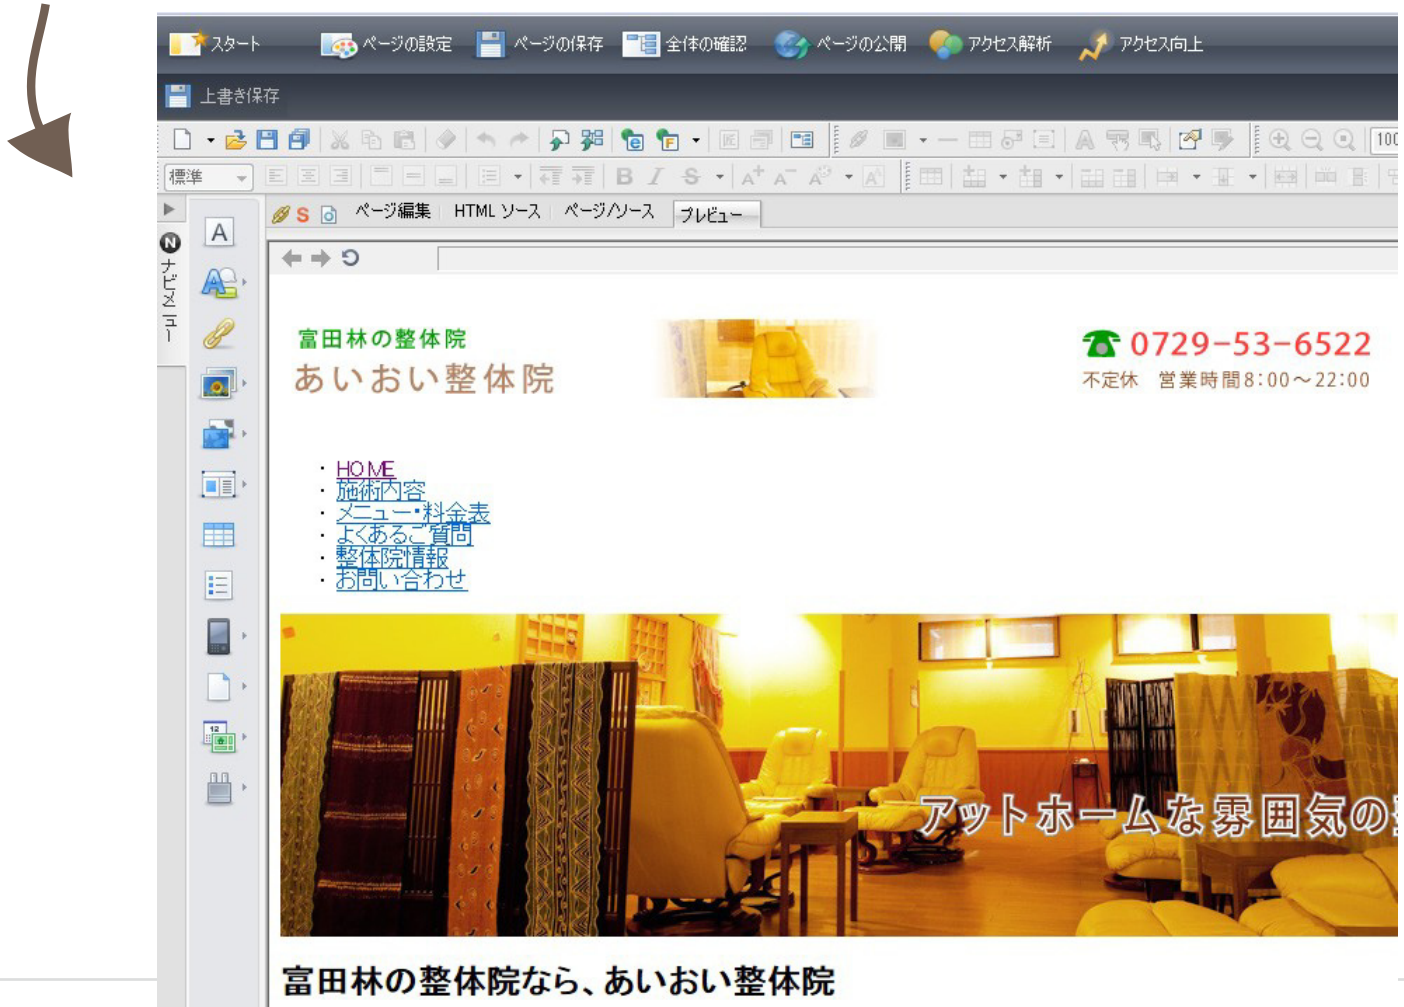 スタート ページの設定 ページの保存 全体の確認 ページの公開 アクセス解析 アクセス向上
上書き保存
標準
ページ編集 HTML ソース ページ/ソース プレビュー
ナビメニュー
富田林の整体院
あいおい整体院
0729-53-6522
不定休 営業時間8:00～22:00
・HOME
・施術内容
・メニュー・料金表
・よくあるご質問
・整体院情報
・お問い合わせ
アットホームな雰囲気の
富田林の整体院なら、あいおい整体院